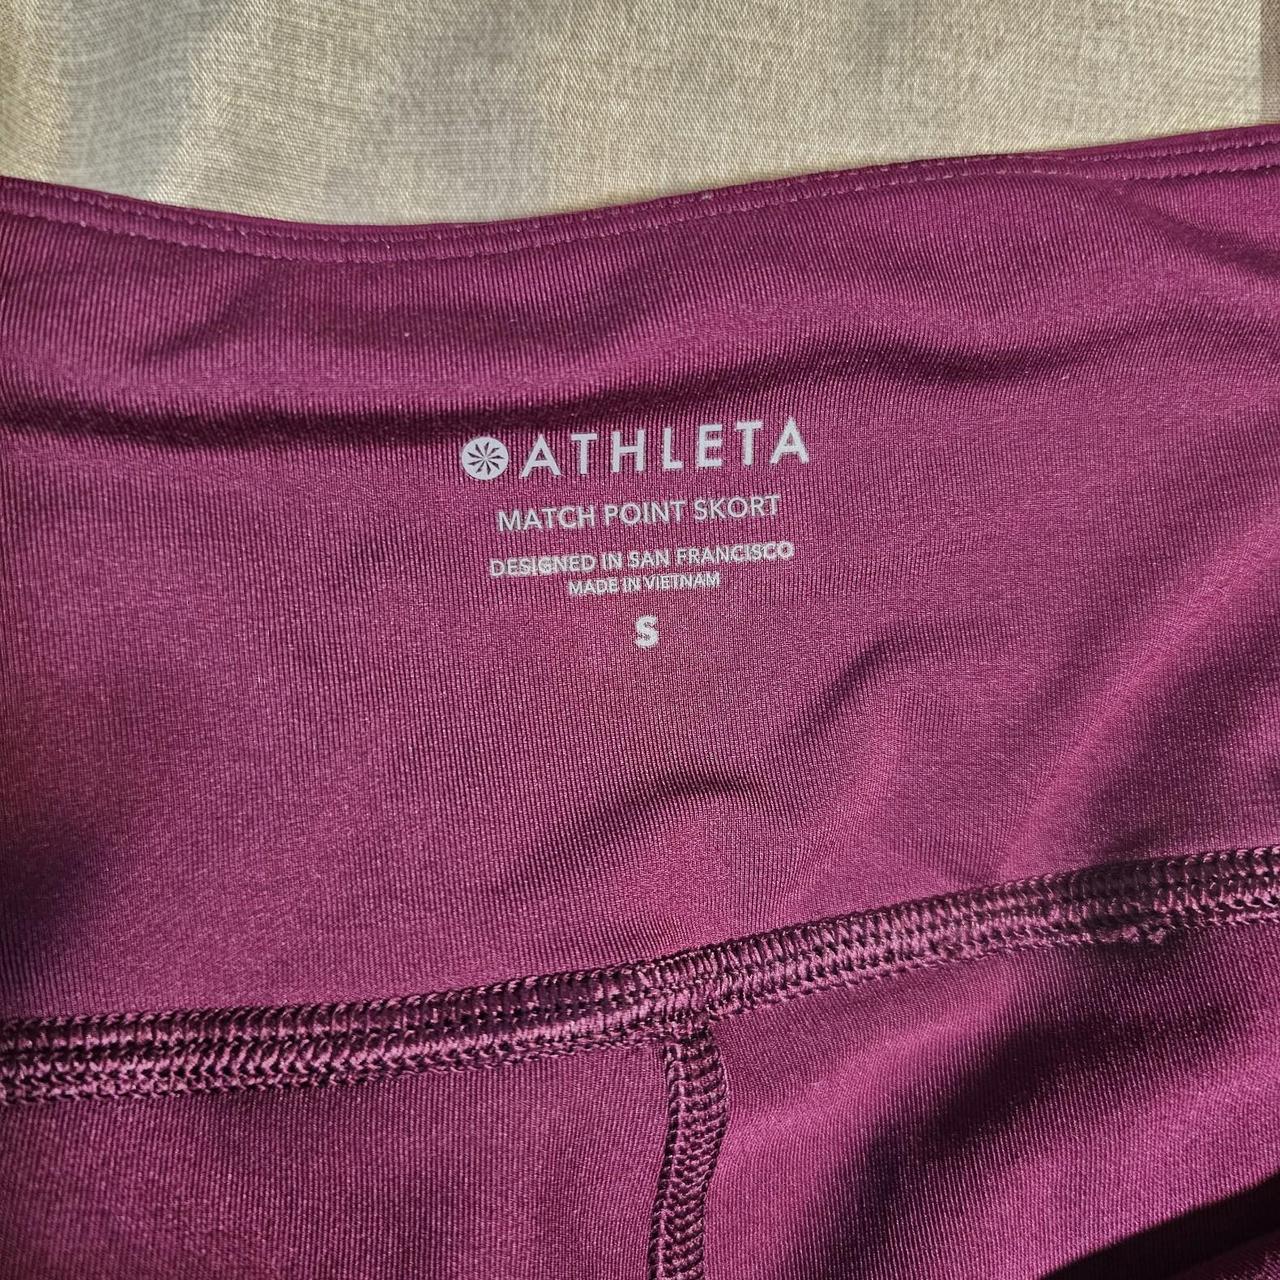 ATHLETA
MATCH POINT SKORT
DESIGNED IN SAN FRANCISCO
MADE IN VIETNAM
S